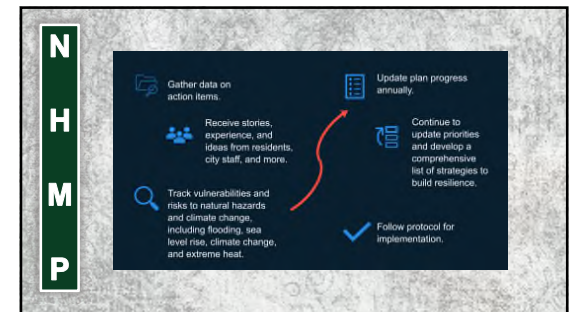 N
H
M
P
Gather data on
action items.
Receive stories,
experience, and
ideas from residents,
city staff, and more.
Track vulnerabilities and
risks to natural hazards
and climate change,
including flooding, sea
level rise, climate change,
and extreme heat.
Update plan progress
annually.
Continue to
update priorities
and develop a
comprehensive
list of strategies to
build resilience.
Follow protocol for
implementation.